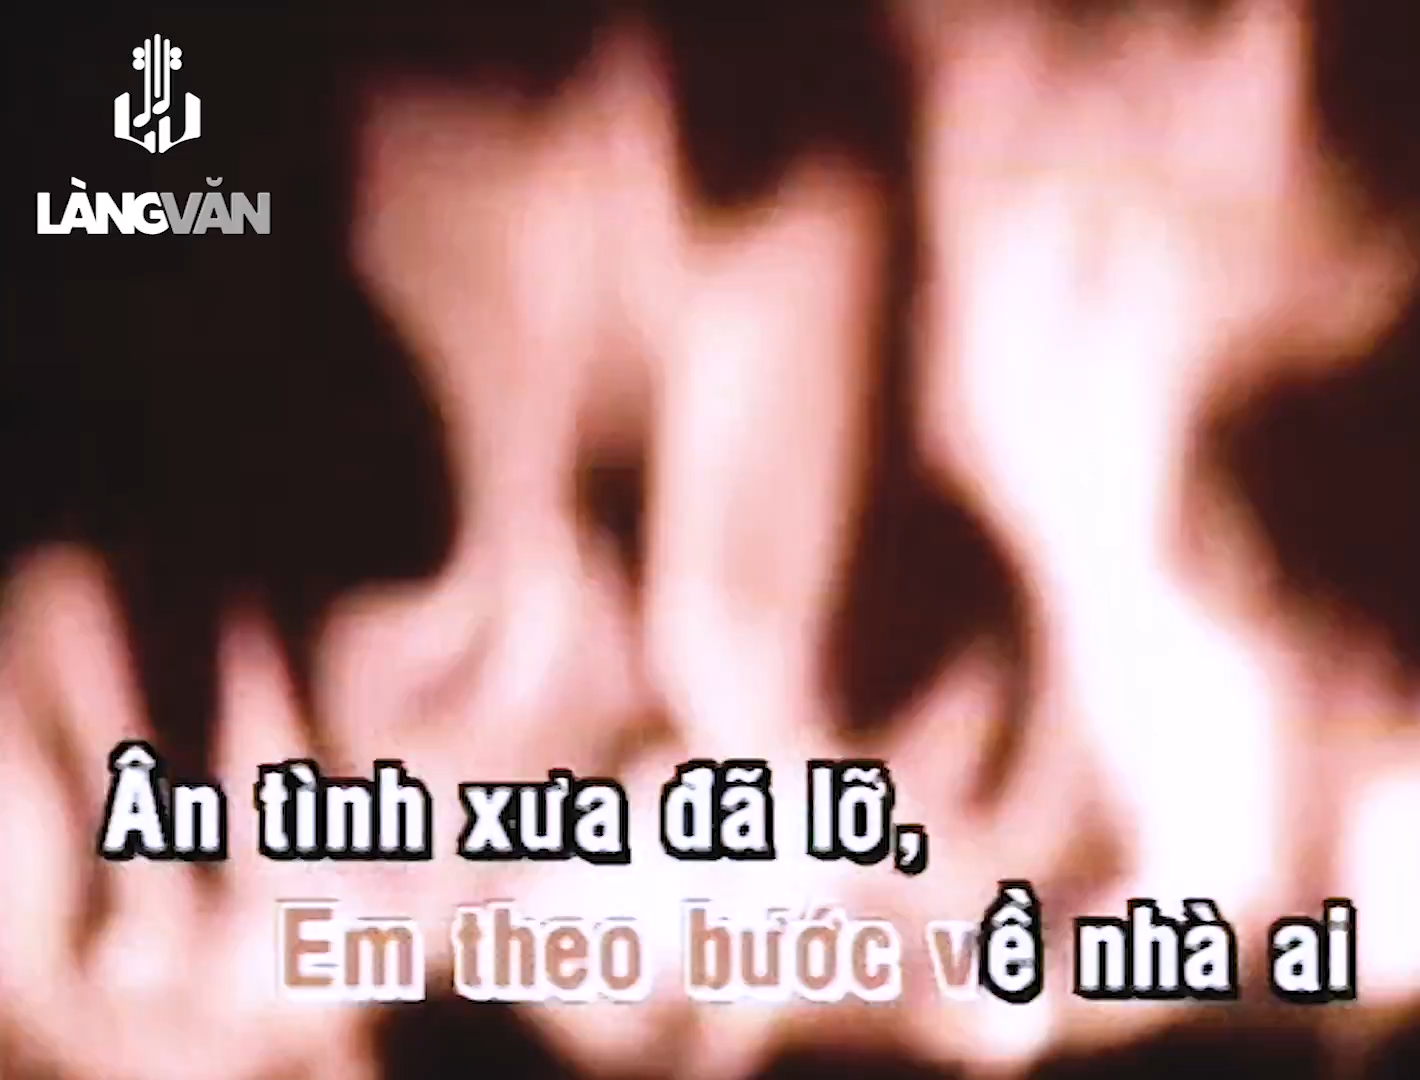 LÀNGVĂN
Ân tình xưa đã lỡ,
Em theo bước về nhà ai